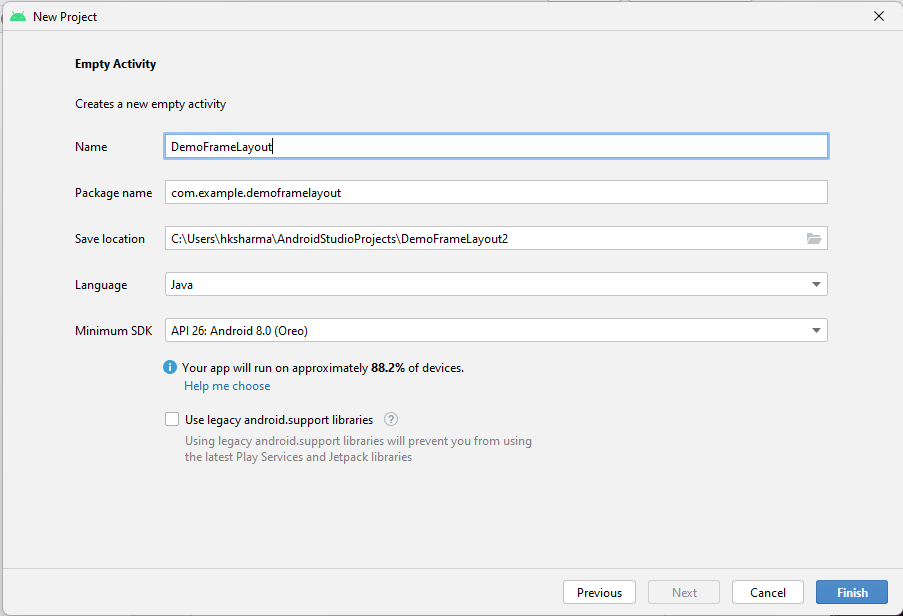 New Project
Empty Activity
Creates a new empty activity
Name DemoFrameLayout
Package name com.example.demoframelayout
Save location C:\Users\hksharma\AndroidStudioProjects\DemoFrameLayout2
Language Java
Minimum SDK API 26: Android 8.0 (Oreo)
i Your app will run on approximately 88.2% of devices.
Help me choose
Use legacy android.support libraries ?
Using legacy android.support libraries will prevent you from using
the latest Play Services and Jetpack libraries
Previous Next Cancel Finish